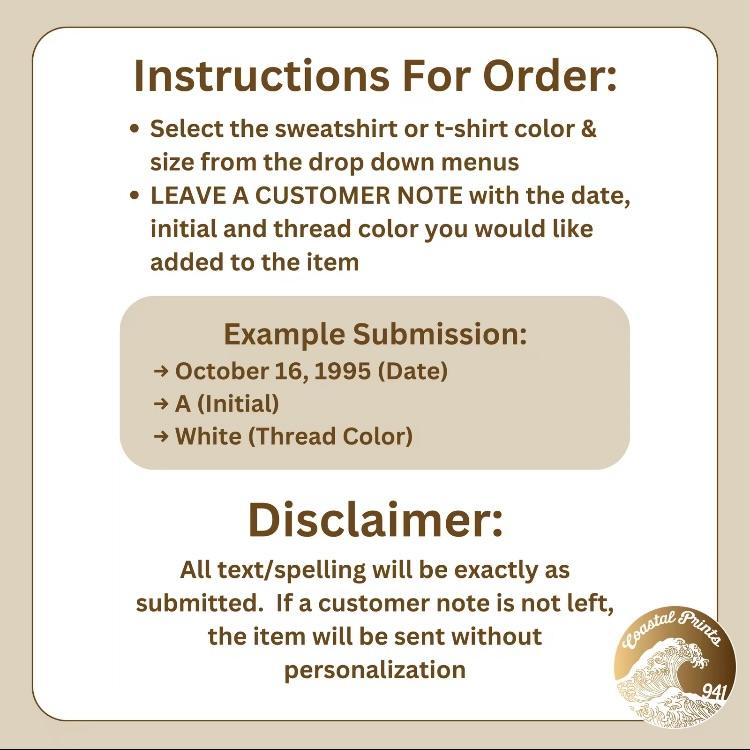 Instructions For Order:
• Select the sweatshirt or t-shirt color &
size from the drop down menus
• LEAVE A CUSTOMER NOTE with the date,
initial and thread color you would like
added to the item
Example Submission:
→ October 16, 1995 (Date)
→ A (Initial)
→ White (Thread Color)
Disclaimer:
All text/spelling will be exactly as
submitted. If a customer note is not left,
the item will be sent without
personalization
Coastal Prints
941